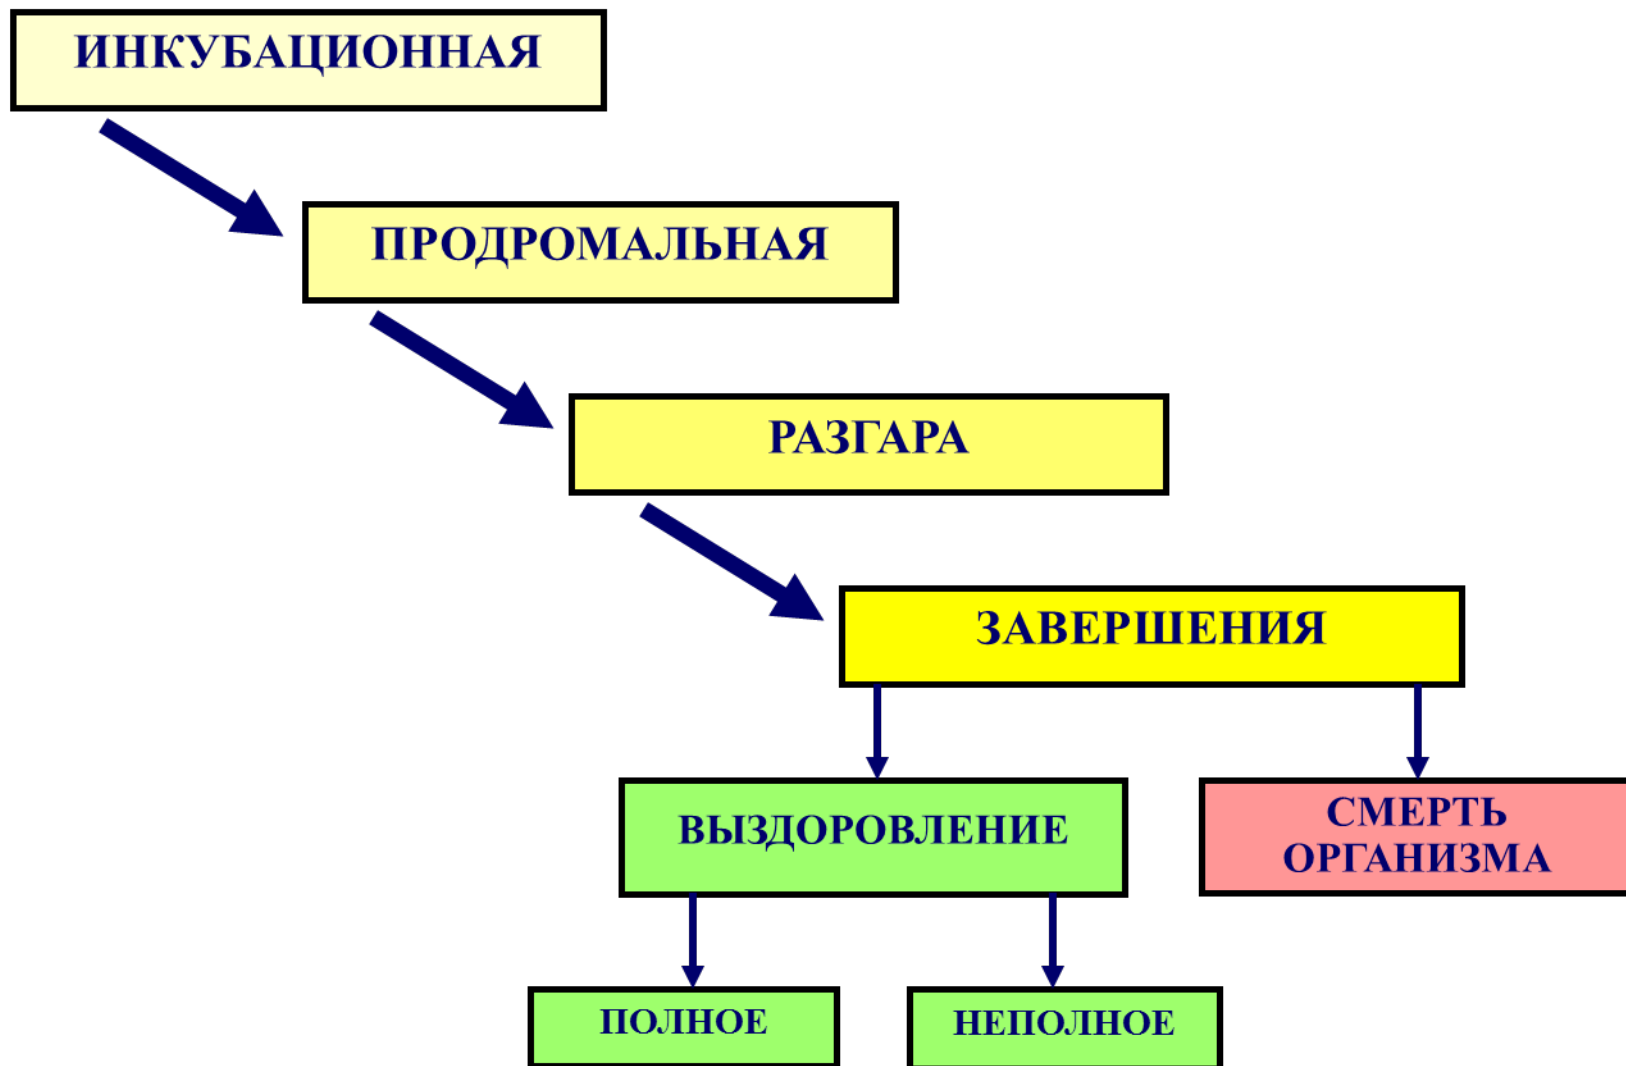 ИНКУБАЦИОННАЯ
ПРОДРОМАЛЬНАЯ
РАЗГАРА
ЗАВЕРШЕНИЯ
ВЫЗДОРОВЛЕНИЕ
СМЕРТЬ
ОРГАНИЗМА
ПОЛНОЕ
НЕПОЛНОЕ